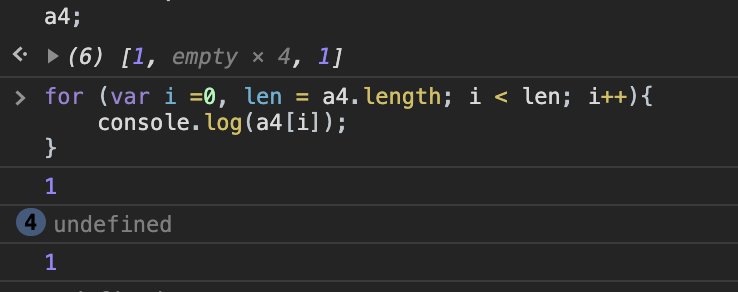 a4;
(6) [1, empty × 4, 1]
for (var i =0, len = a4.length; i < len; i++){
console.log(a4[i]);
}
1
4 undefined
1